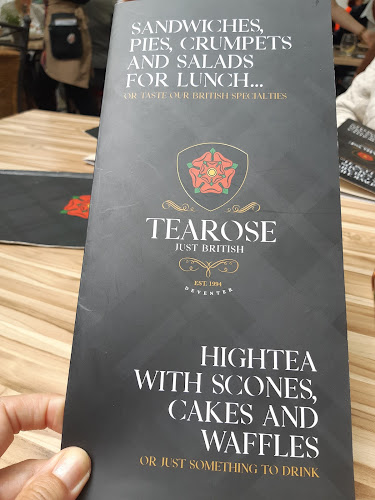 SANDWICHES,
PIES, CRUMPETS
AND SALADS
FOR LUNCH...
OR TASTE OUR BRITISH SPECIALTIES
TEAROSE
JUST BRITISH
EST. 1994
DEVENTER
HIGHTEA
WITH SCONES,
CAKES AND
WAFFLES
OR JUST SOMETHING TO DRINK